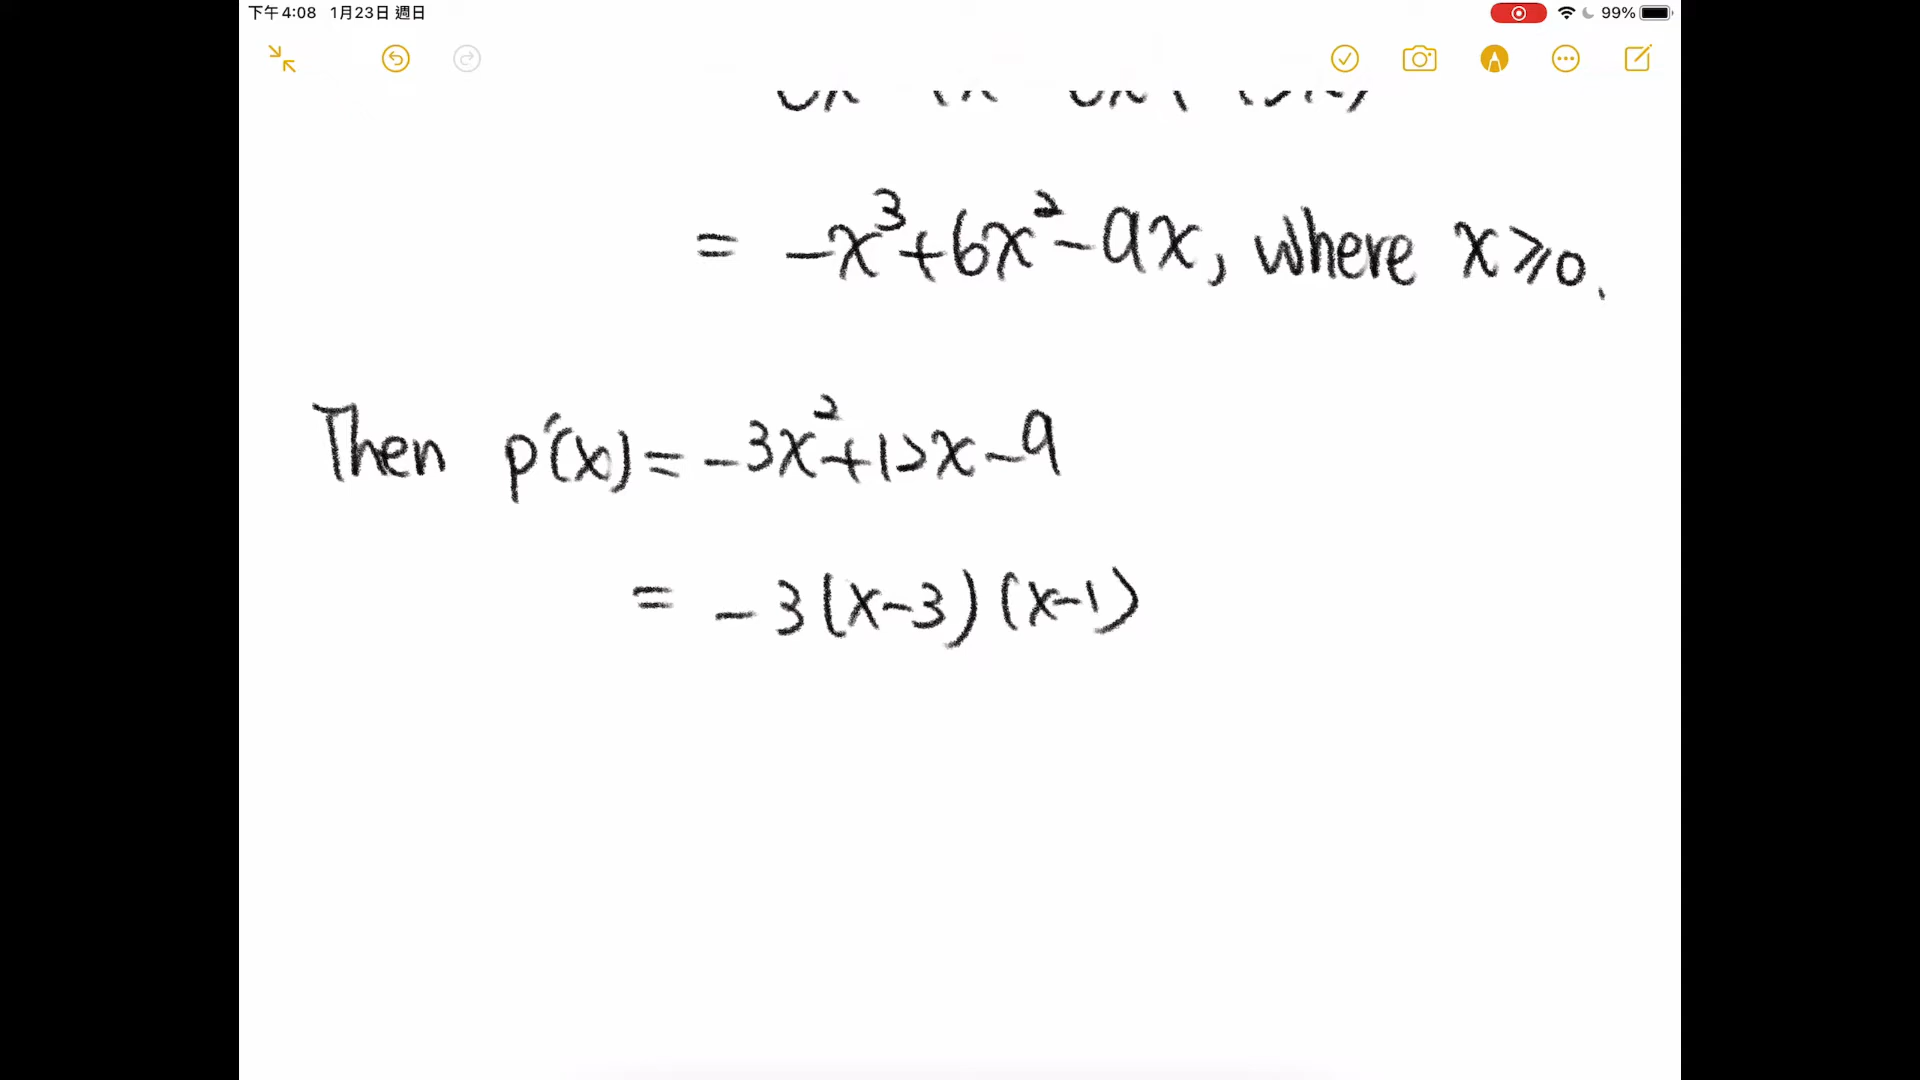 下午4:08 1月23日 週日 99%
= -x³+6x²-9x, where x⩾0.
Then p'(x) = -3x²+12x-9
= -3(x-3)(x-1)